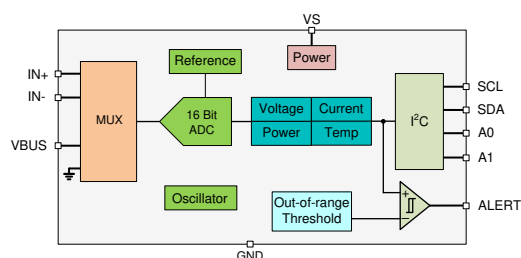 VS
Reference
Power
IN+
IN-
VBUS
MUX
16 Bit
ADC
Voltage
Current
Power
Temp
I²C
SCL
SDA
A0
A1
Oscillator
Out-of-range
Threshold
+
−
ALERT
GND